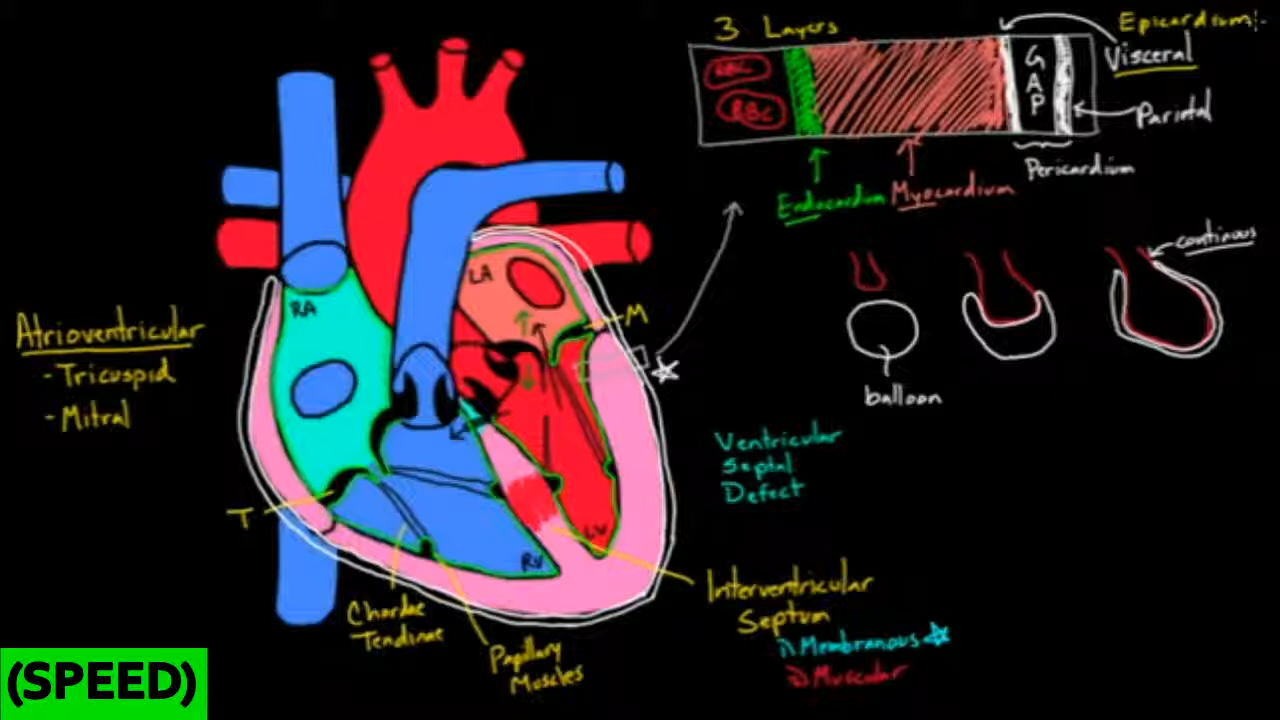 3 Layers
Epicardium
Visceral
RBC
RBC
GAP
Parietal
Pericardium
Endocardium
Myocardium
continous
balloon
LA
RA
M
Atrioventricular
- Tricuspid
- Mitral
T
LV
RV
Ventricular
Septal
Defect
Interventricular
Septum
1) Membranous
2) Muscular
Chordae
Tendinae
Papillary
Muscles
(SPEED)